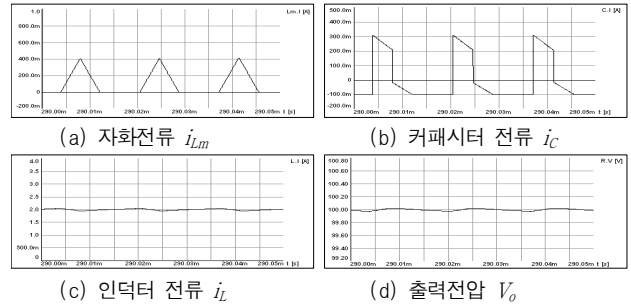 1.0 Lm.I [A]
800.0m
600.0m
400.0m
200.0m
0
-200.0m
290.00m 290.01m 290.02m 290.03m 290.04m 290.05m t [s]
500.0m C.I [A]
400.0m
300.0m
200.0m
100.0m
0
-100.0m
-200.0m
290.00m 290.01m 290.02m 290.03m 290.04m 290.05m t [s]
(a) 자화전류 iLm
(b) 커패시터 전류 iC
4.0 L.I [A]
3.5
3.0
2.5
2.0
1.5
1.0
500.0m
0
290.00m 290.01m 290.02m 290.03m 290.04m 290.05m t [s]
100.80 R.V [V]
100.60
100.40
100.20
100.00
99.80
99.60
99.40
99.20
290.00m 290.01m 290.02m 290.03m 290.04m 290.05m t [s]
(c) 인덕터 전류 iL
(d) 출력전압 Vo